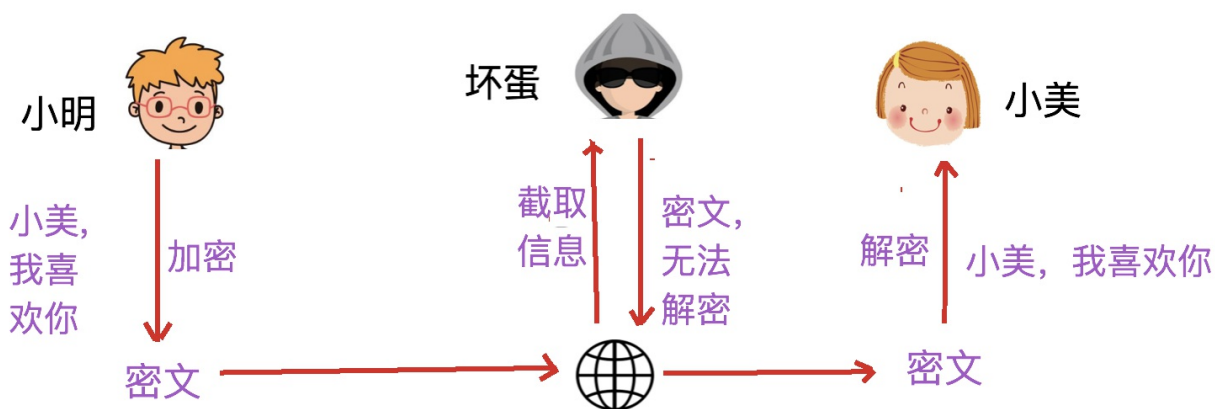 小明
坏蛋
小美
小美，
我喜
欢你
加密
截取
信息
密文，
无法
解密
解密
小美，我喜欢你
密文
密文